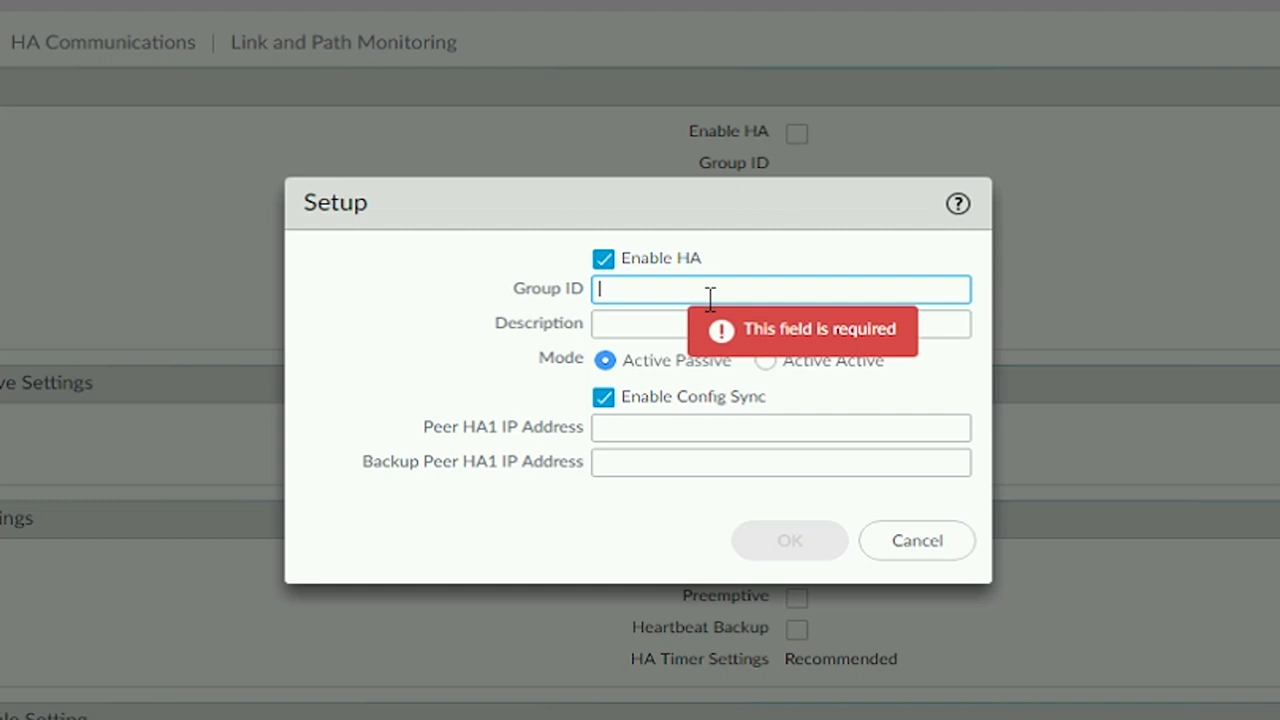 HA Communications | Link and Path Monitoring
Enable HA
Group ID
Setup
Enable HA
Group ID
This field is required
Description
Mode Active Passive Active Active
Enable Config Sync
Peer HA1 IP Address
Backup Peer HA1 IP Address
OK Cancel
ve Settings
ings
Preemptive
Heartbeat Backup
HA Timer Settings Recommended
Setting